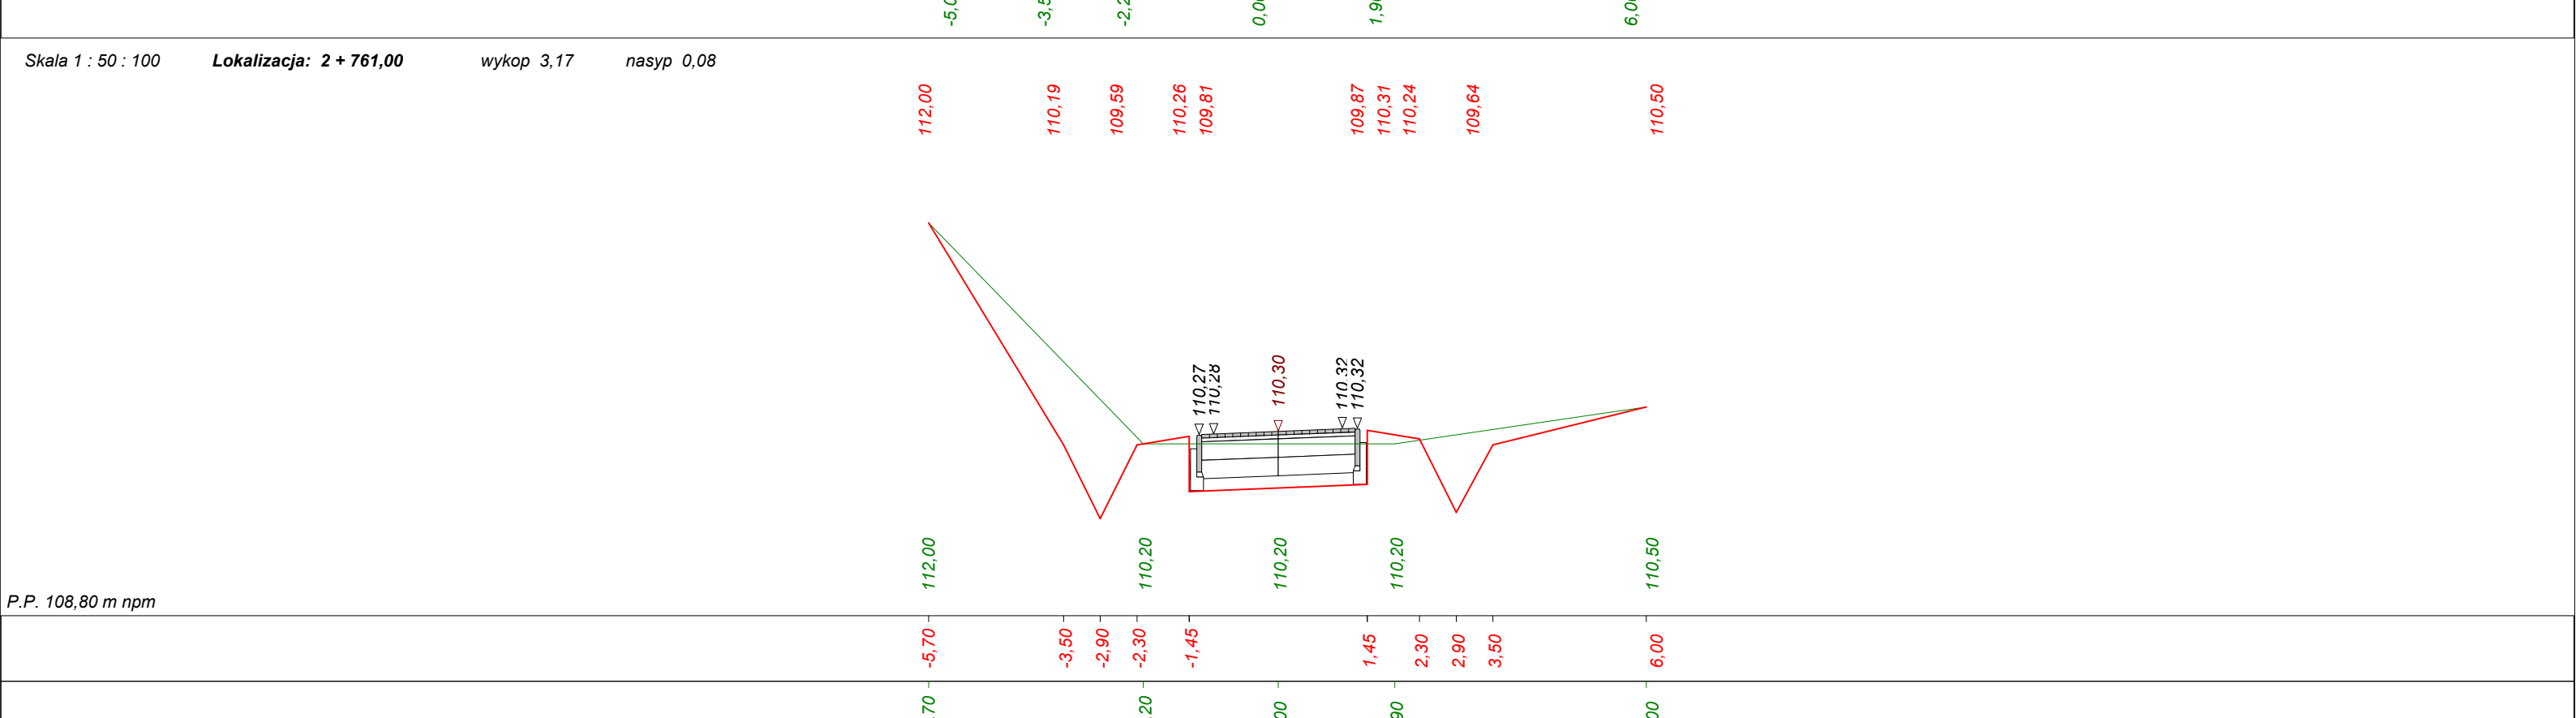 Skala 1 : 50 : 100 Lokalizacja: 2 + 761,00 wykop 3,17 nasyp 0,08
112,00 110,19 109,59 110,26 109,81 109,87 110,31 110,24 109,64 110,50
110,27 110,28 110,30 110,32 110,32
112,00 110,20 110,20 110,20 110,50
P.P. 108,80 m npm
-5,70 -3,50 -2,90 -2,30 -1,45 1,45 2,30 2,90 3,50 6,00